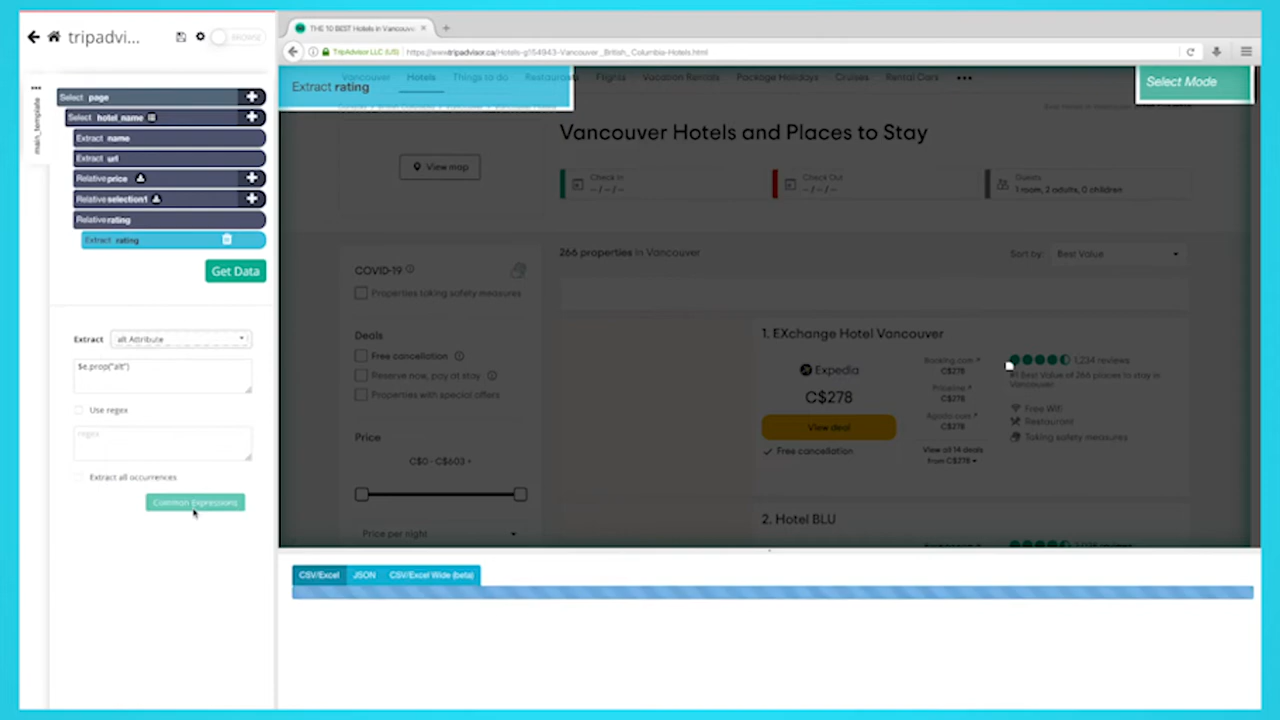 tripadvi...
BROWSE
main_template
Select page
Select hotel_name
Extract name
Extract url
Relative price
Relative selection1
Relative rating
Extract rating
Get Data
Extract
alt Attribute
$e.prop("alt")
Use regex
regex
Extract all occurrences
Common Expressions
THE 10 BEST Hotels in Vancouve
TripAdvisor LLC (US)
https://www.tripadvisor.ca/Hotels-g154943-Vancouver_British_Columbia-Hotels.html
Extract rating
Vancouver
Hotels
Things to do
Restaurants
Flights
Vacation Rentals
Package Holidays
Cruises
Rental Cars
Select Mode
Vancouver Hotels and Places to Stay
View map
Check In
– / – / –
Check Out
– / – / –
Guests
1 room, 2 adults, 0 children
COVID-19
Properties taking safety measures
Deals
Free cancellation
Reserve now, pay at stay
Properties with special offers
Price
C$0 - C$603 +
Price per night
266 properties in Vancouver
Sort by:
Best Value
1. EXchange Hotel Vancouver
Expedia
C$278
View deal
Free cancellation
Booking.com
C$278
Priceline
C$278
Agoda.com
C$278
View all 14 deals
from C$278
1,234 reviews
#1 Best Value of 266 places to stay in
Vancouver
Free Wifi
Restaurant
Taking safety measures
2. Hotel BLU
CSV/Excel
JSON
CSV/Excel Wide (beta)